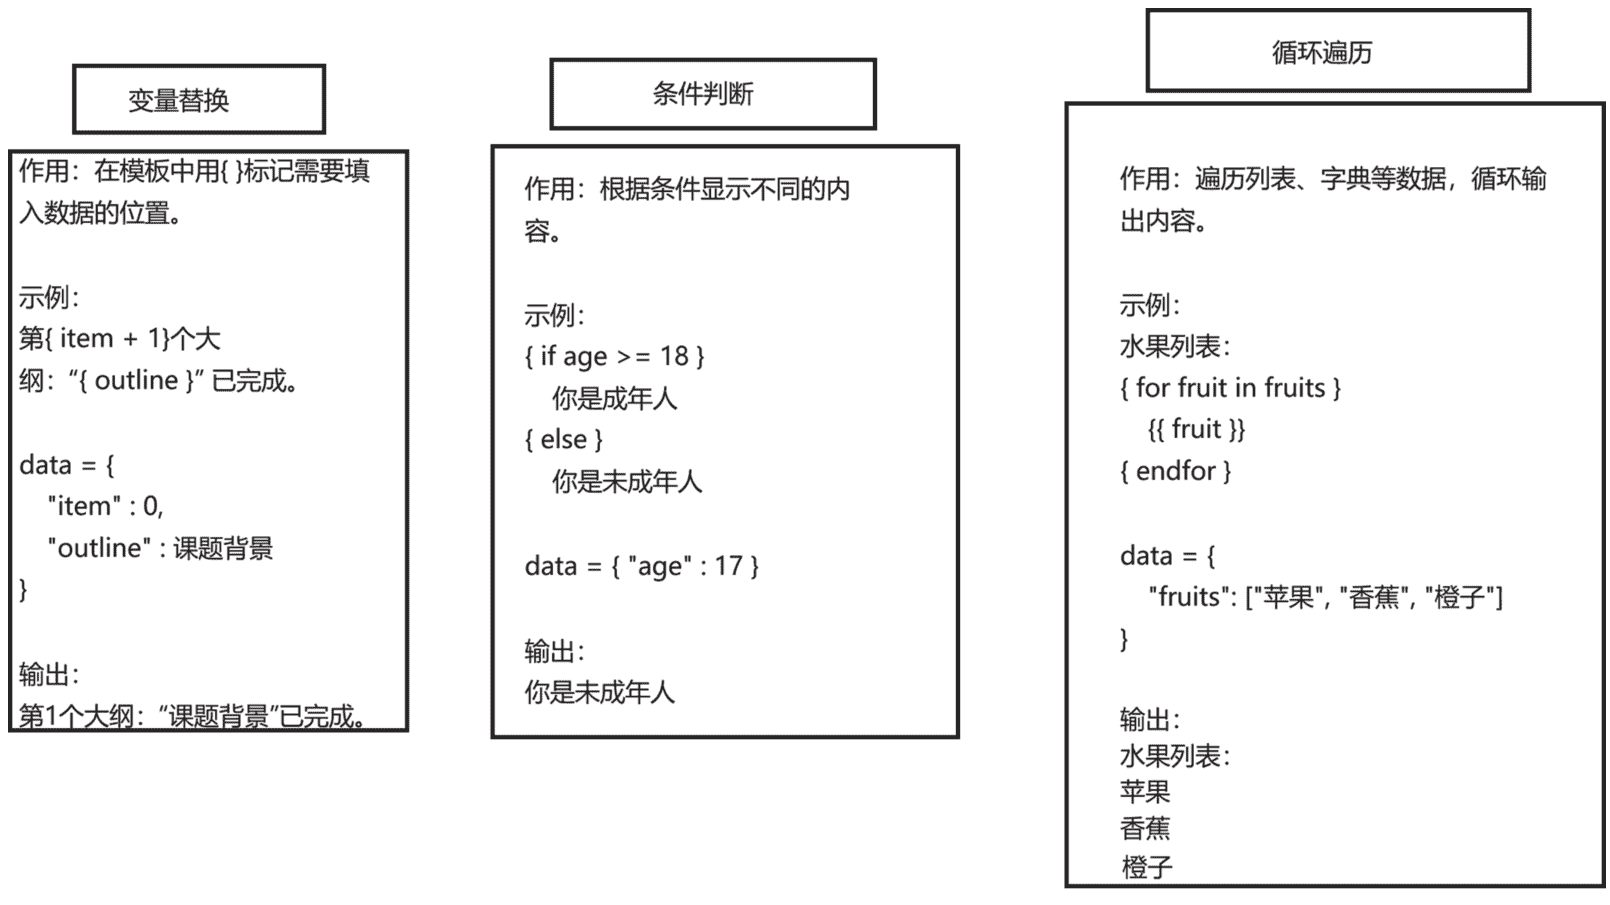 变量替换
作用：在模板中用{ }标记需要填
入数据的位置。
示例：
第{ item + 1}个大
纲：“{ outline }” 已完成。
data = {
"item" : 0,
"outline" : 课题背景
}
输出：
第1个大纲：“课题背景”已完成。
条件判断
作用：根据条件显示不同的内
容。
示例：
{ if age >= 18 }
你是成年人
{ else }
你是未成年人
data = { "age" : 17 }
输出：
你是未成年人
循环遍历
作用：遍历列表、字典等数据，循环输
出内容。
示例：
水果列表：
{ for fruit in fruits }
{{ fruit }}
{ endfor }
data = {
"fruits": ["苹果", "香蕉", "橙子"]
}
输出：
水果列表：
苹果
香蕉
橙子